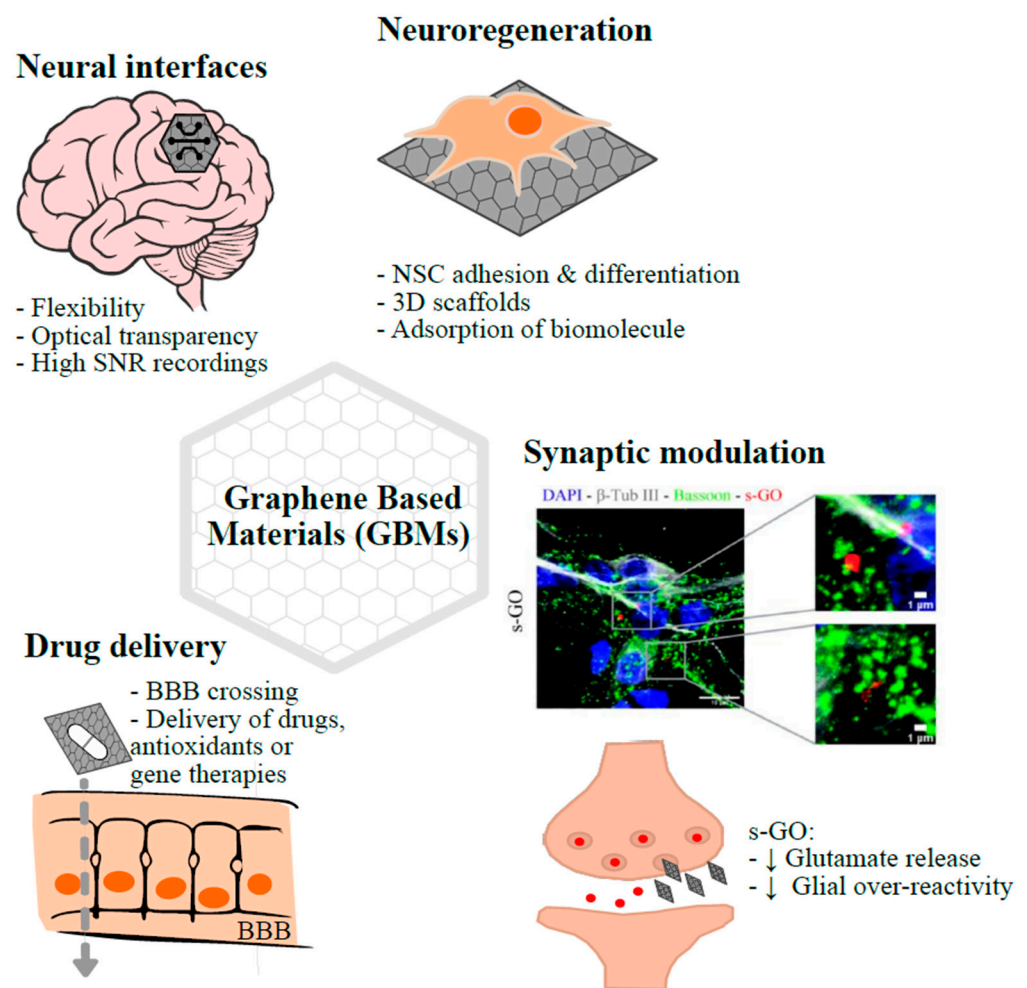 Neuroregeneration
Neural interfaces
- NSC adhesion & differentiation
- 3D scaffolds
- Adsorption of biomolecule
- Flexibility
- Optical transparency
- High SNR recordings
Graphene Based
Materials (GBMs)
Synaptic modulation
DAPI - β-Tub III - Bassoon - s-GO
s-GO
1 µm
1 µm
Drug delivery
- BBB crossing
- Delivery of drugs,
antioxidants or
gene therapies
BBB
s-GO:
- ↓ Glutamate release
- ↓ Glial over-reactivity